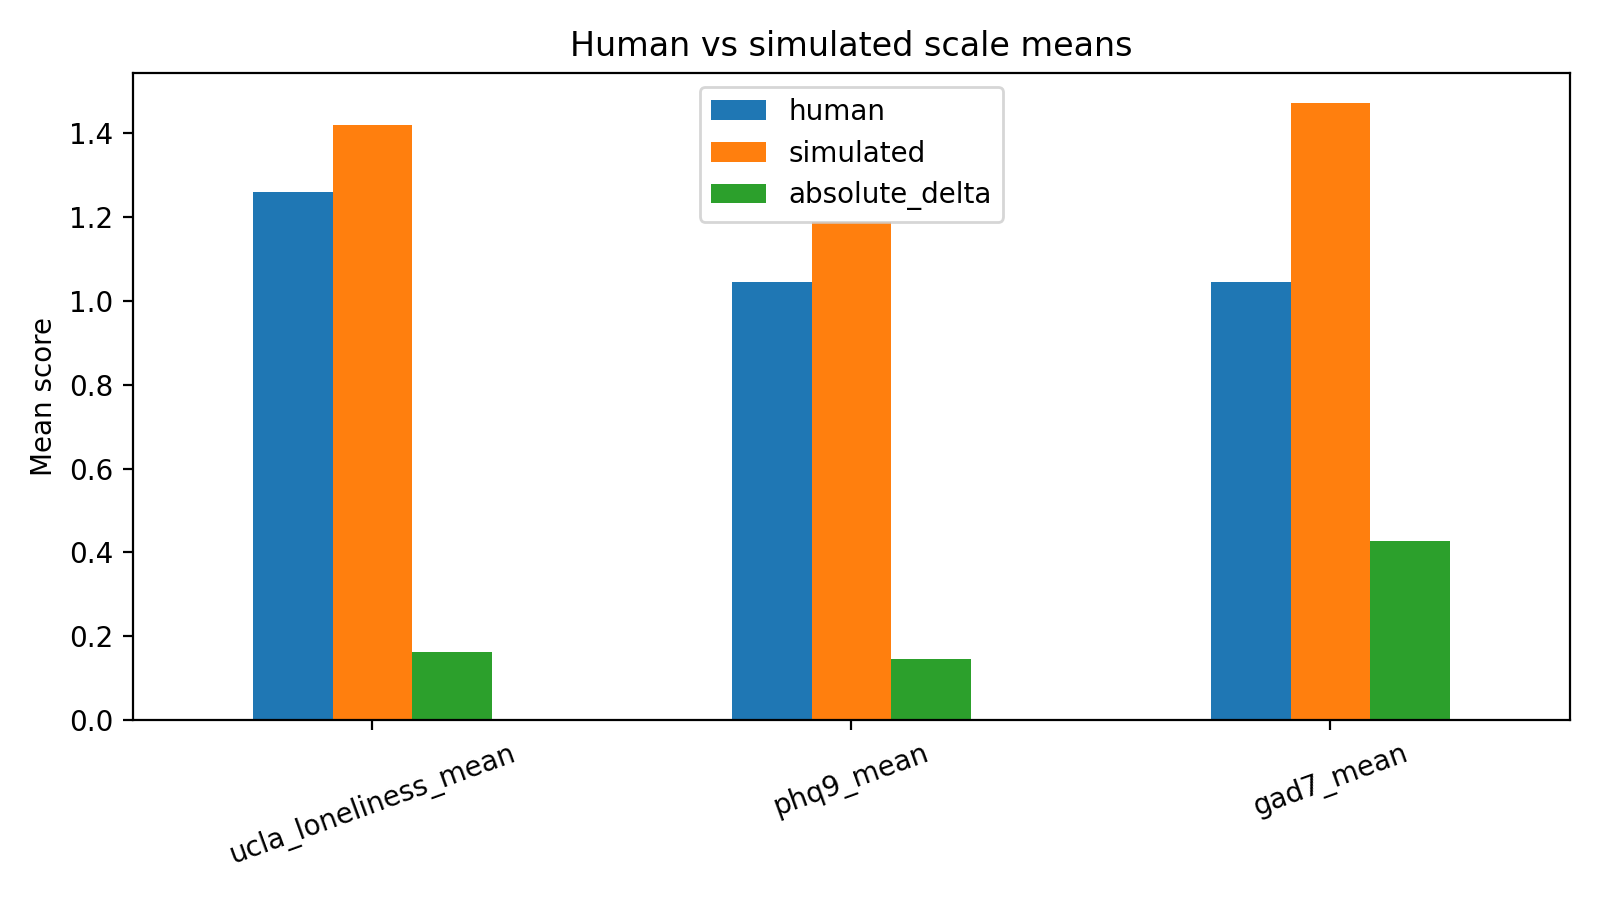 Human vs simulated scale means
human
simulated
absolute_delta
Mean score
1.4
1.2
1.0
0.8
0.6
0.4
0.2
0.0
ucla_loneliness_mean
phq9_mean
gad7_mean